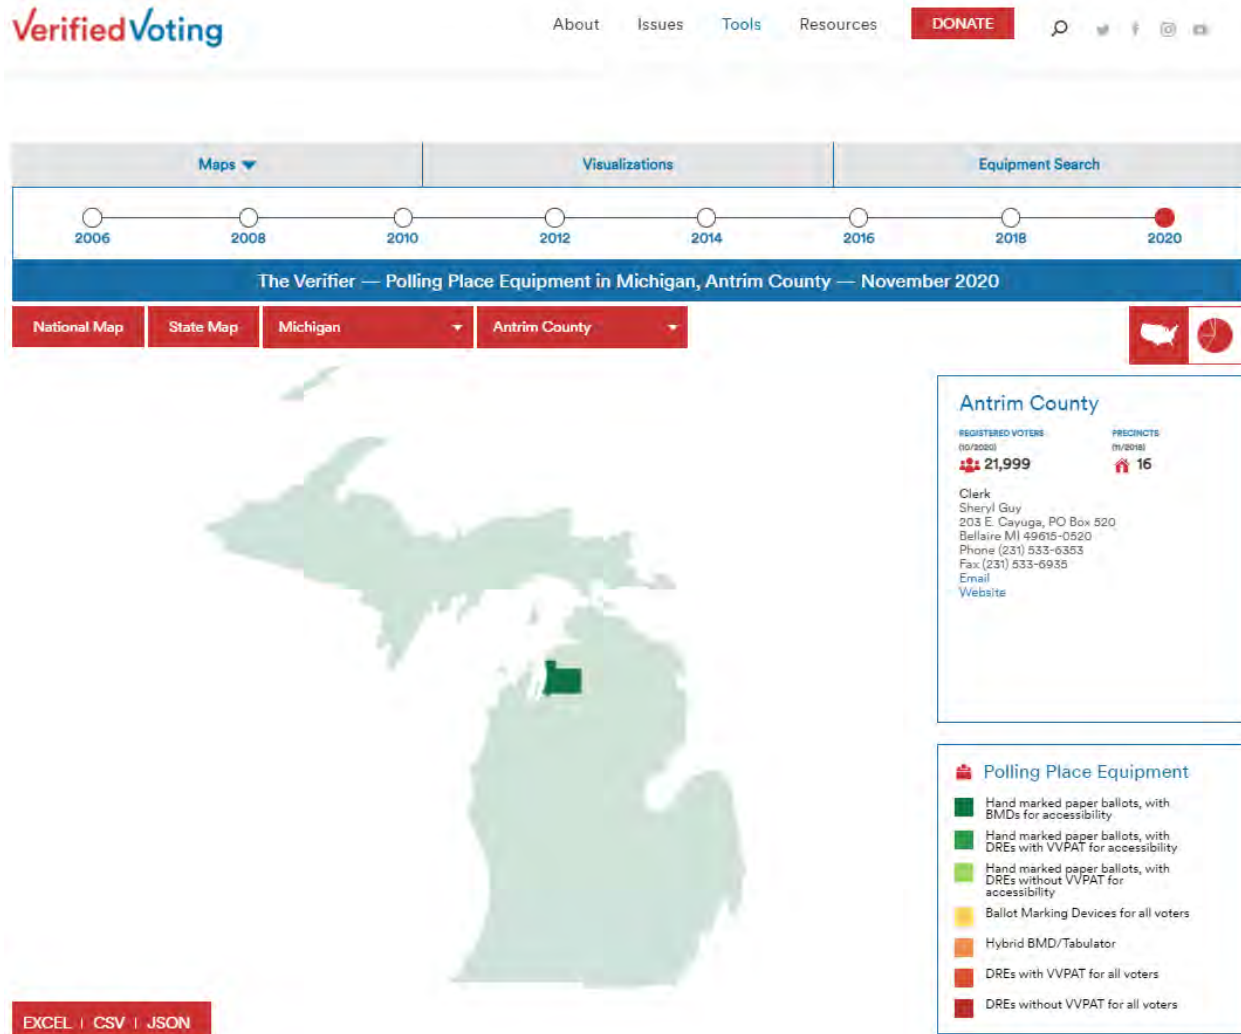 Verified Voting
About Issues Tools Resources DONATE
Maps Visualizations Equipment Search
2006 2008 2010 2012 2014 2016 2018 2020
The Verifier — Polling Place Equipment in Michigan, Antrim County — November 2020
National Map State Map Michigan Antrim County
Antrim County
REGISTERED VOTERS PRECINCTS
(10/2020) (11/2018)
21,999 16
Clerk
Sheryl Guy
203 E. Cayuga, PO Box 520
Bellaire MI 49615-0520
Phone (231) 533-6353
Fax (231) 533-6935
Email
Website
Polling Place Equipment
Hand marked paper ballots, with
BMDs for accessibility
Hand marked paper ballots, with
DREs with VVPAT for accessibility
Hand marked paper ballots, with
DREs without VVPAT for
accessibility
Ballot Marking Devices for all voters
Hybrid BMD/Tabulator
DREs with VVPAT for all voters
DREs without VVPAT for all voters
EXCEL | CSV | JSON